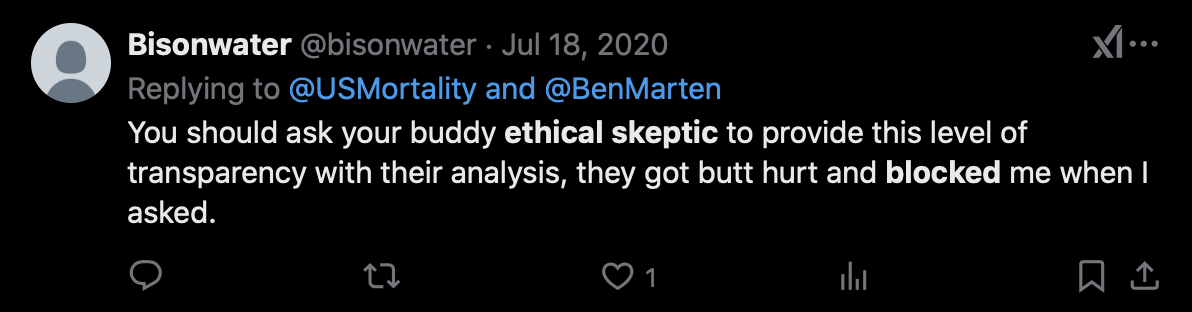 Bisonwater @bisonwater · Jul 18, 2020
Replying to @USMortality and @BenMarten
You should ask your buddy ethical skeptic to provide this level of
transparency with their analysis, they got butt hurt and blocked me when I
asked.
1